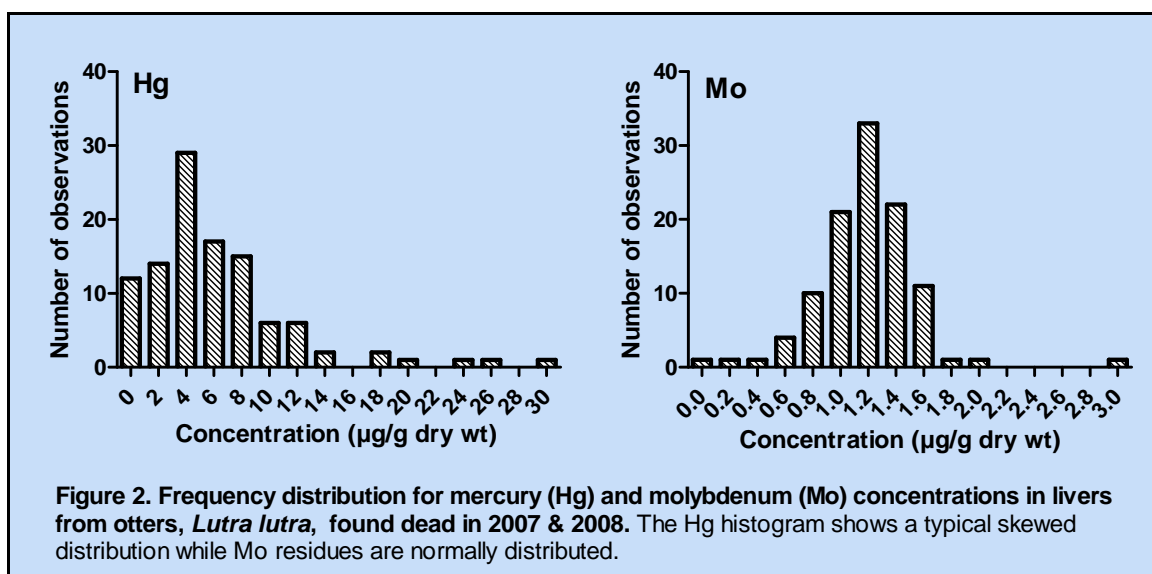 Hg
Number of observations
40
30
20
10
0
0 2 4 6 8 10 12 14 16 18 20 22 24 26 28 30
Concentration (µg/g dry wt)
Mo
Number of observations
40
30
20
10
0
0.0 0.2 0.4 0.6 0.8 1.0 1.2 1.4 1.6 1.8 2.0 2.2 2.4 2.6 2.8 3.0
Concentration (µg/g dry wt)
Figure 2. Frequency distribution for mercury (Hg) and molybdenum (Mo) concentrations in livers
from otters, Lutra lutra, found dead in 2007 & 2008. The Hg histogram shows a typical skewed
distribution while Mo residues are normally distributed.